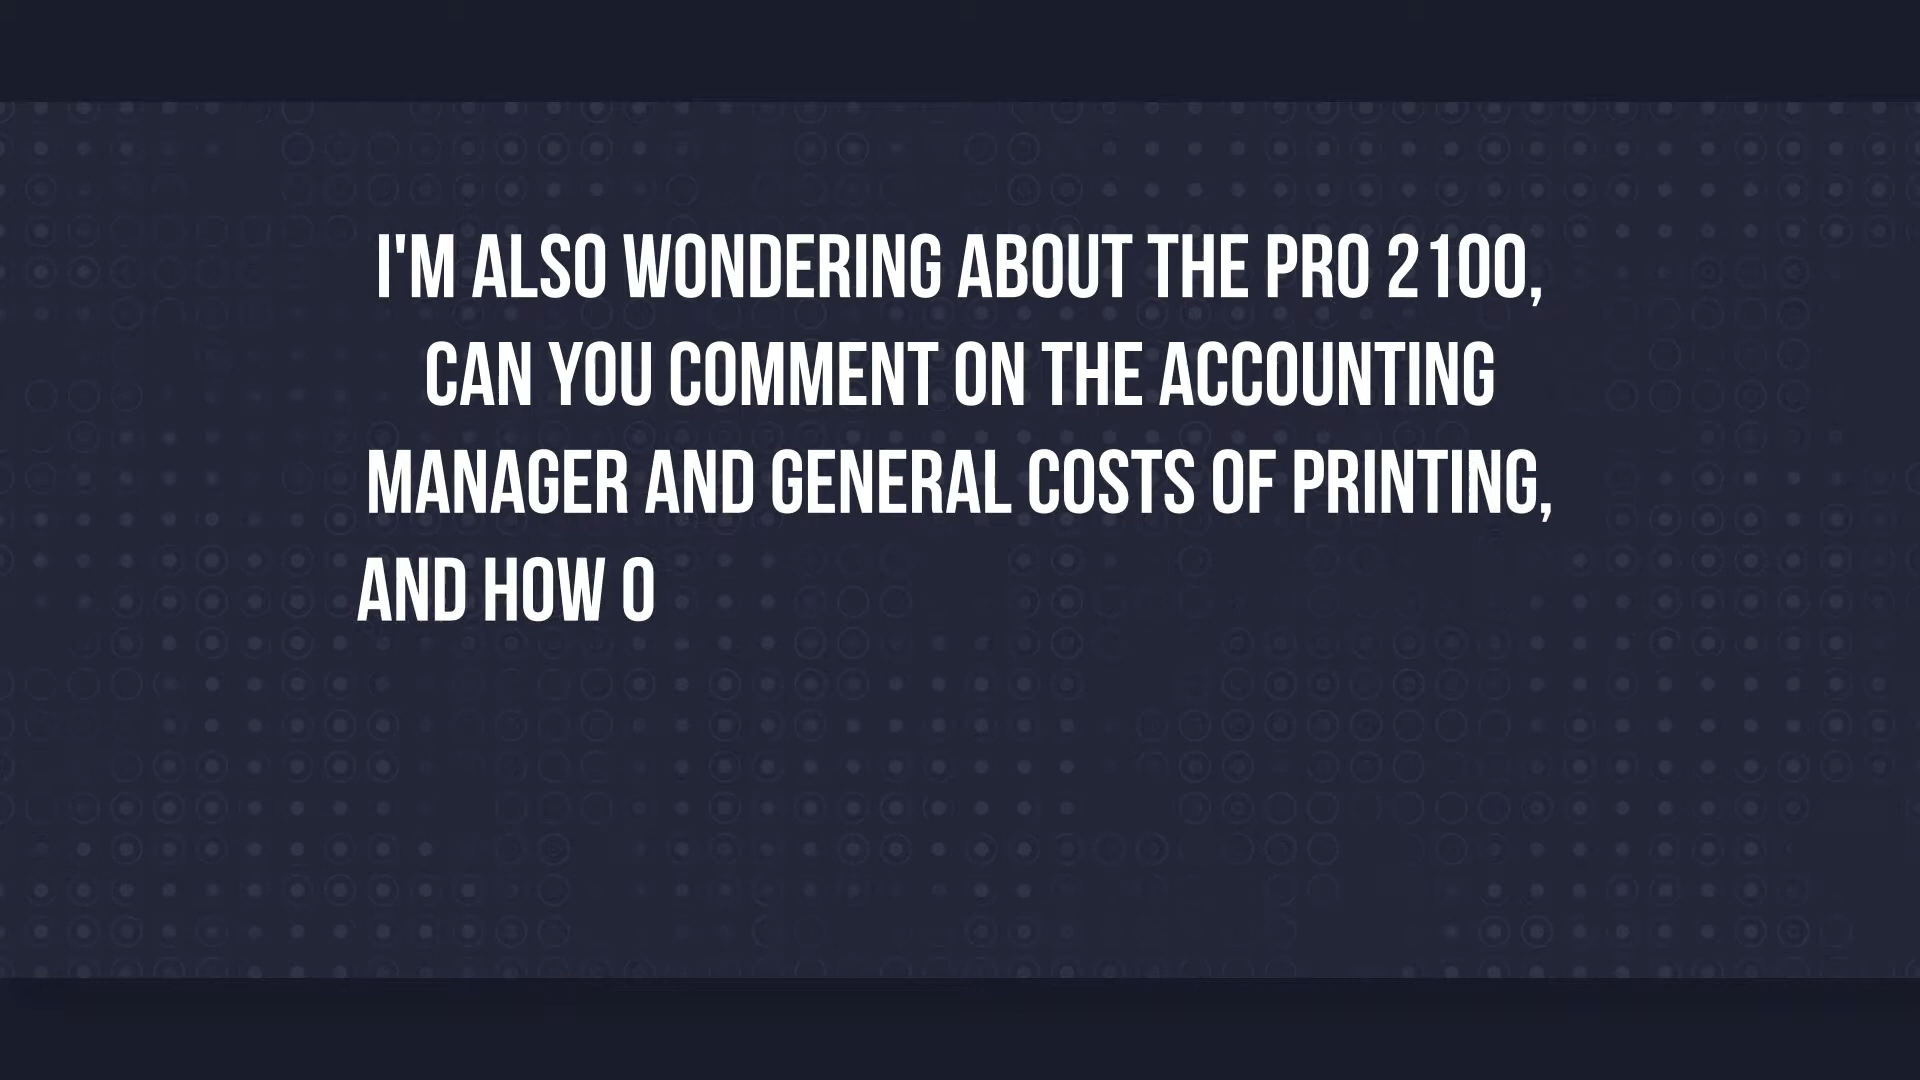 I'M ALSO WONDERING ABOUT THE PRO 2100,
CAN YOU COMMENT ON THE ACCOUNTING
MANAGER AND GENERAL COSTS OF PRINTING,
AND HOW O